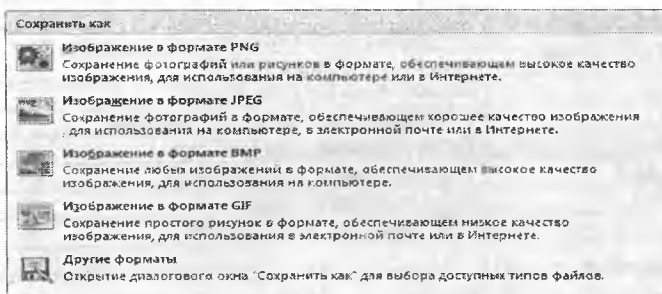 Сохранить как
Изображение в формате PNG
Сохранение фотографий или рисунков в формате, обеспечивающем высокое качество
изображения, для использования на компьютере или в Интернете.
Изображение в формате JPEG
Сохранение фотографий в формате, обеспечивающем хорошее качество изображения
, для использования на компьютере, в электронной почте или в Интернете.
Изображение в формате BMP
Сохранение любых изображений в формате, обеспечивающем высокое качество
изображения, для использования на компьютере.
Изображение в формате GIF
Сохранение простого рисунок в формате, обеспечивающем низкое качество
изображения, для использования в электронной почте или в Интернете.
Другие форматы
Открытие диалогового окна "Сохранить как" для выбора доступных типов файлов.